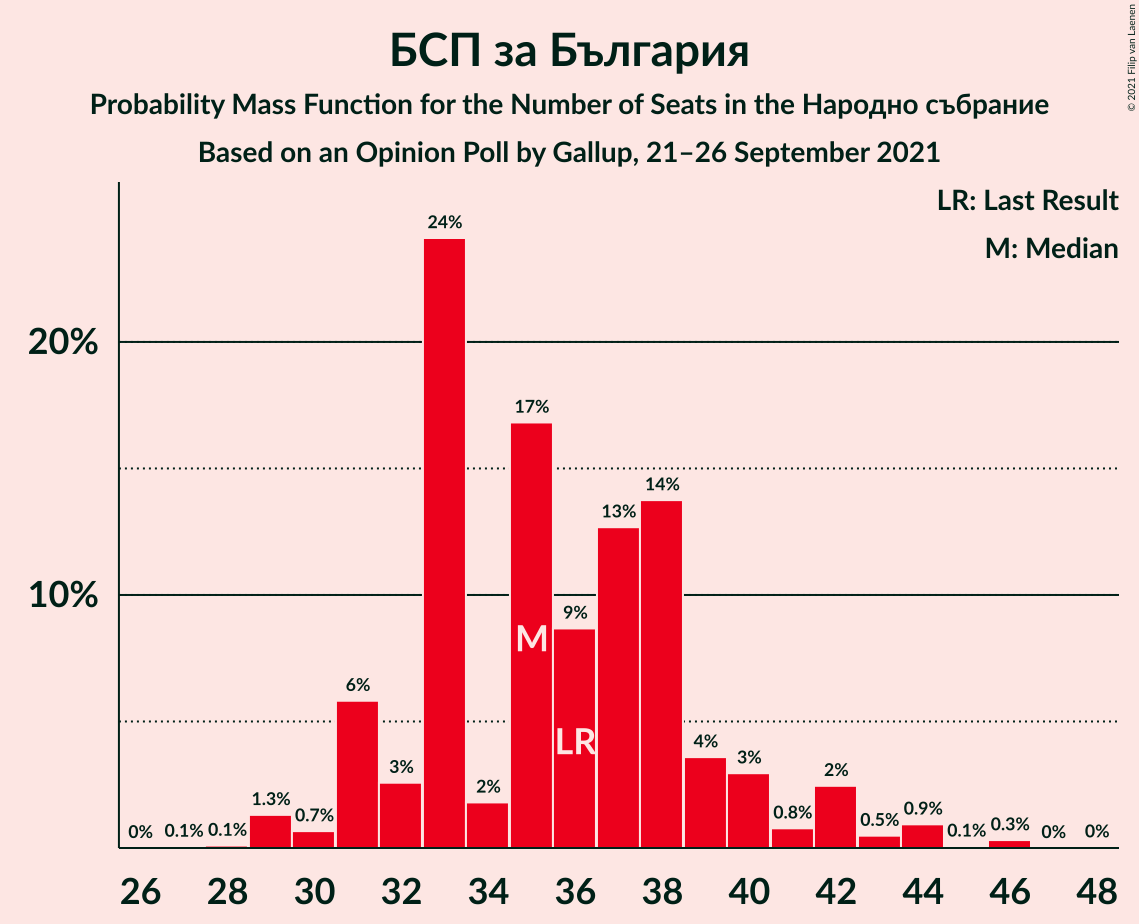 © 2021 Filip van Laenen
БСП за България
Probability Mass Function for the Number of Seats in the Народно събрание
Based on an Opinion Poll by Gallup, 21–26 September 2021
LR: Last Result
M: Median
20%
10%
0%
0.1%
0.1%
1.3%
0.7%
6%
3%
24%
2%
17%
9%
13%
14%
4%
3%
0.8%
2%
0.5%
0.9%
0.1%
0.3%
0%
0%
M
LR
26 28 30 32 34 36 38 40 42 44 46 48